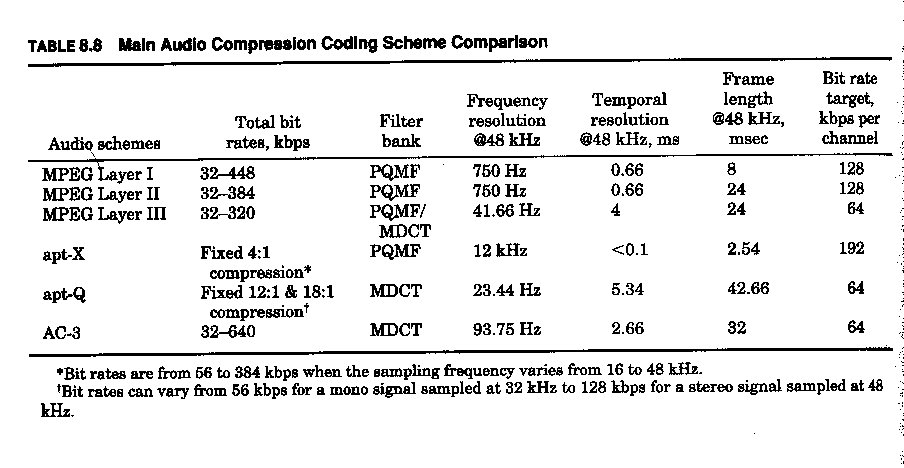 TABLE 8.8 Main Audio Compression Coding Scheme Comparison
Audio schemes Total bit rates, kbps Filter bank Frequency resolution @48 kHz Temporal resolution @48 kHz, ms Frame length @48 kHz, msec Bit rate target, kbps per channel
MPEG Layer I 32–448 PQMF 750 Hz 0.66 8 128
MPEG Layer II 32–384 PQMF 750 Hz 0.66 24 128
MPEG Layer III 32–320 PQMF/ 41.66 Hz 4 24 64
MDCT
apt-X Fixed 4:1 PQMF 12 kHz <0.1 2.54 192
compression*
apt-Q Fixed 12:1 & 18:1 MDCT 23.44 Hz 5.34 42.66 64
compression†
AC-3 32–640 MDCT 93.75 Hz 2.66 32 64
*Bit rates are from 56 to 384 kbps when the sampling frequency varies from 16 to 48 kHz.
†Bit rates can vary from 56 kbps for a mono signal sampled at 32 kHz to 128 kbps for a stereo signal sampled at 48
kHz.